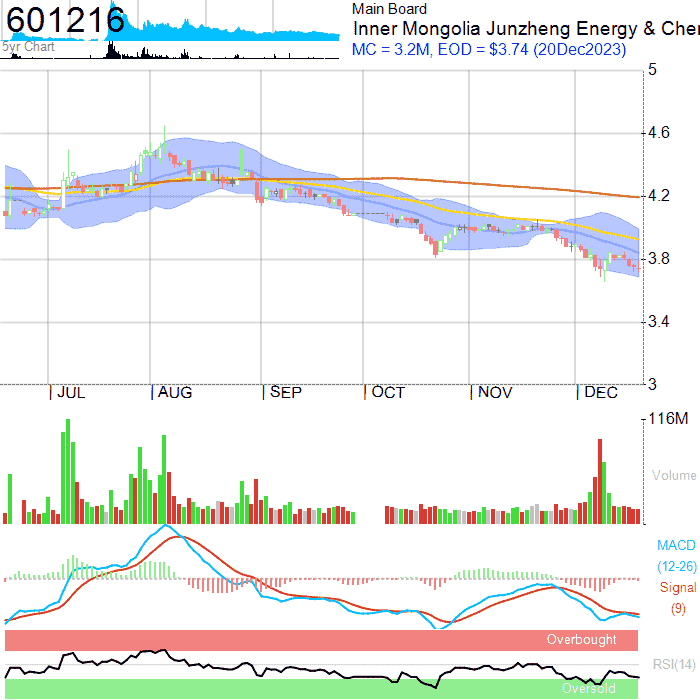 601216
5yr Chart
Main Board
Inner Mongolia Junzheng Energy & Cher
MC = 3.2M, EOD = $3.74 (20Dec2023)
5
4.6
4.2
3.8
3.4
3
JUL AUG SEP OCT NOV DEC
116M
Volume
MACD
(12-26)
Signal
(9)
Overbought
RSI(14)
Oversold